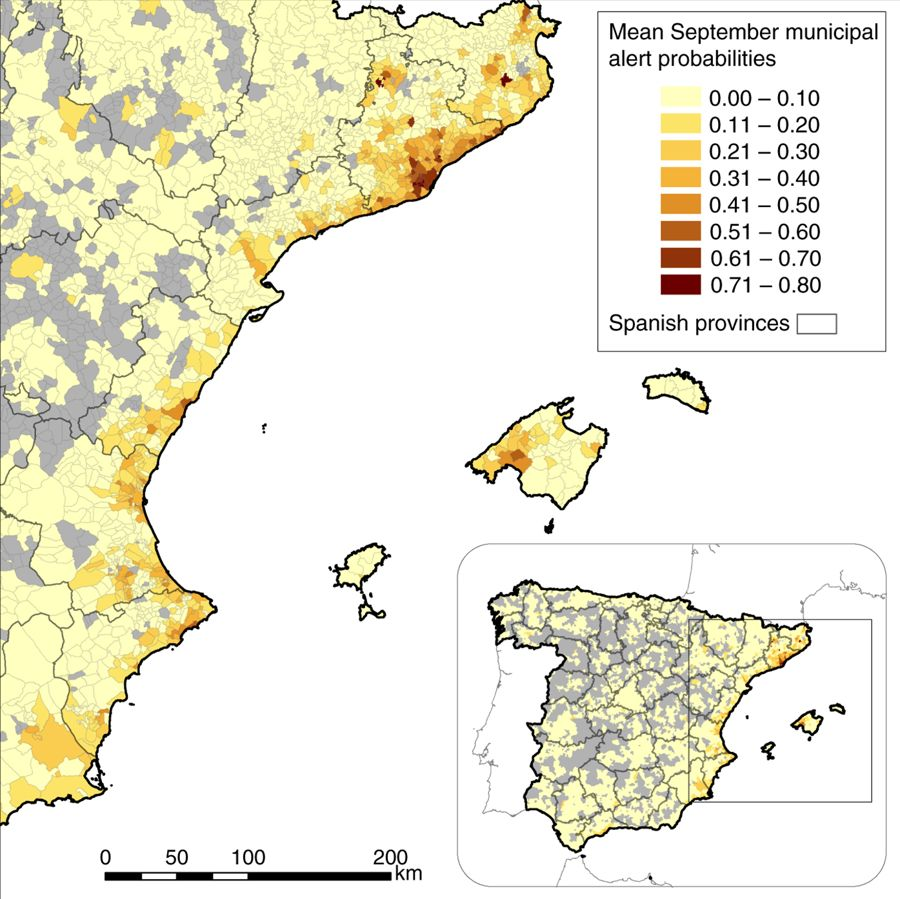 Mean September municipal
alert probabilities
0.00 – 0.10
0.11 – 0.20
0.21 – 0.30
0.31 – 0.40
0.41 – 0.50
0.51 – 0.60
0.61 – 0.70
0.71 – 0.80
Spanish provinces
0 50 100 200
km